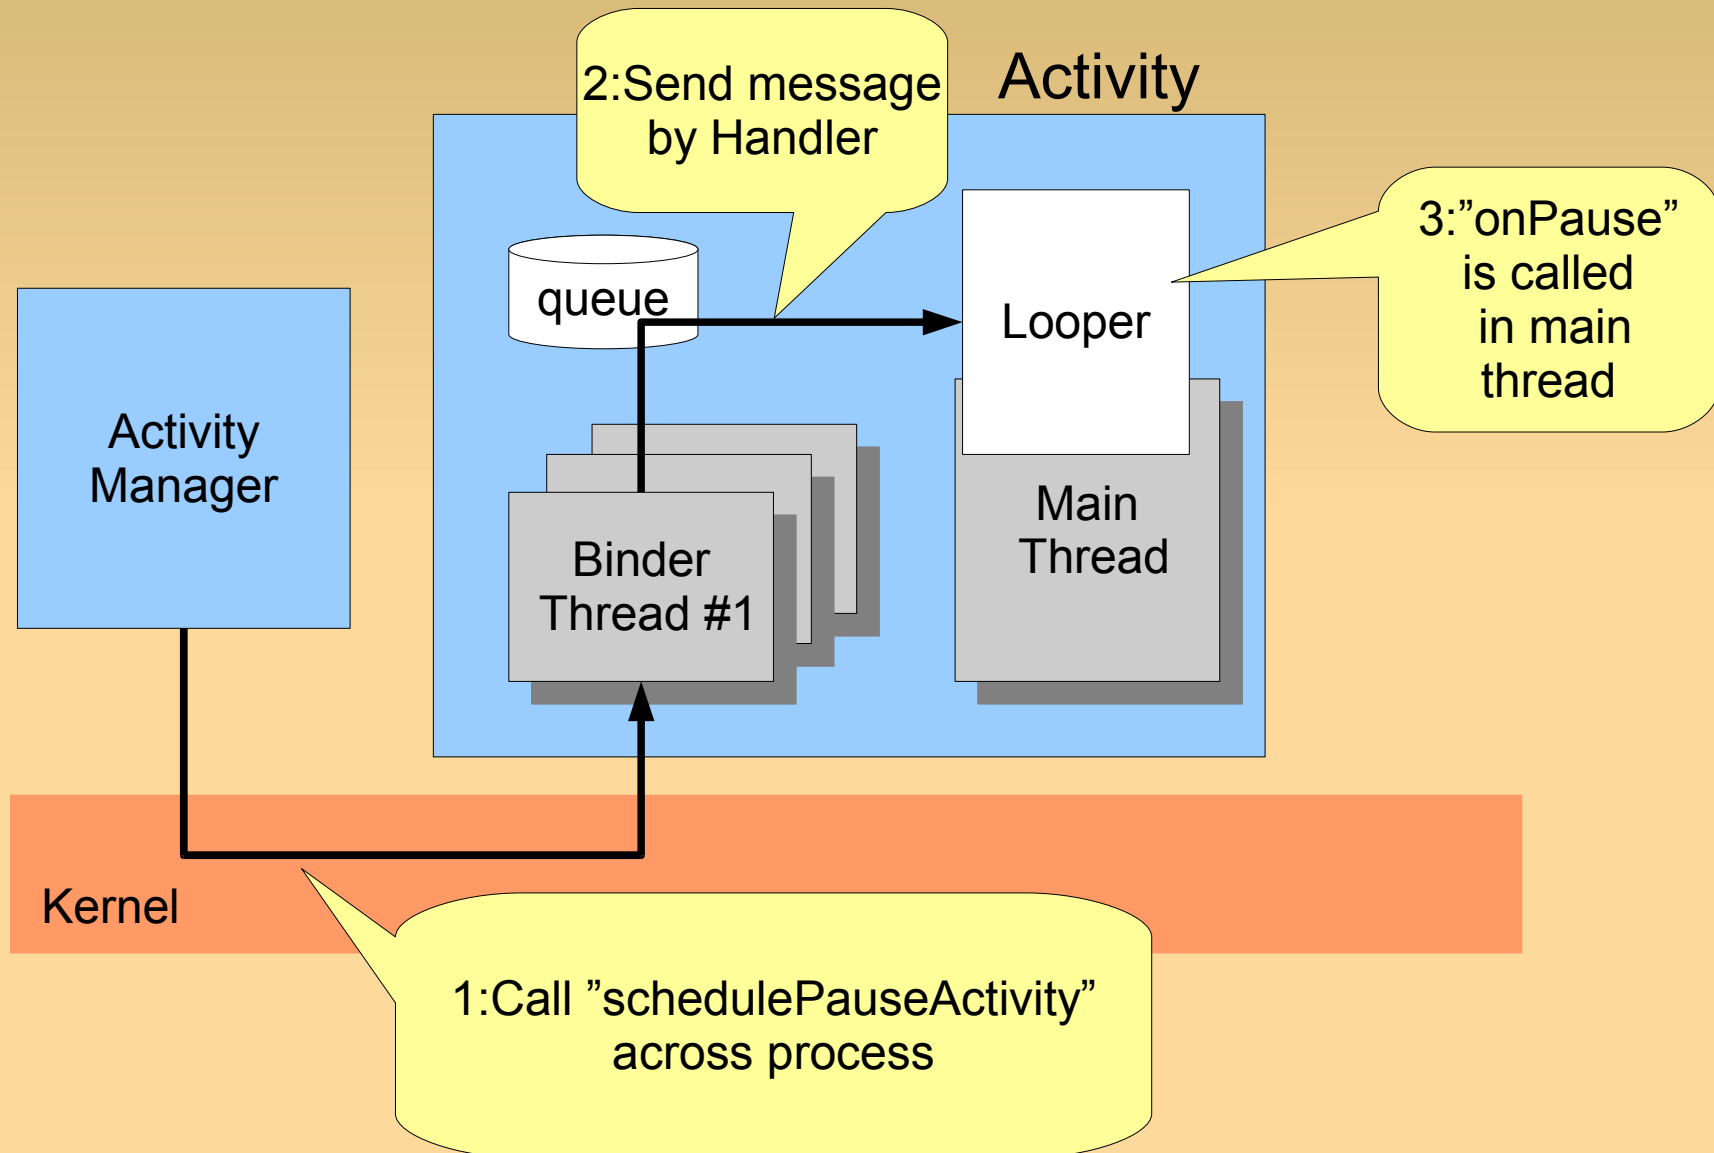 Activity
2:Send message
by Handler
3:”onPause”
is called
in main
thread
queue
Looper
Activity
Manager
Main
Thread
Binder
Thread #1
Kernel
1:Call ”schedulePauseActivity”
across process